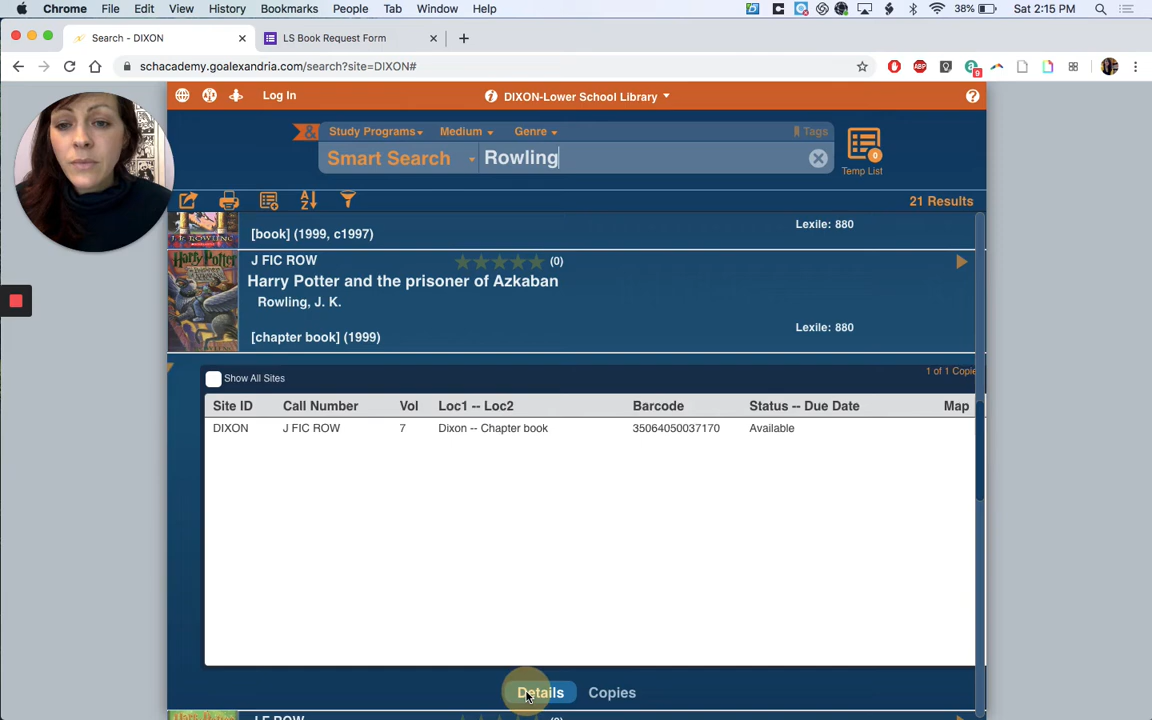 Chrome File Edit View History Bookmarks People Tab Window Help 38% Sat 2:15 PM
Search - DIXON LS Book Request Form
schacademy.goalexandria.com/search?site=DIXON#
Log In DIXON-Lower School Library
Study Programs Medium Genre Tags
Smart Search Rowling
0
Temp List
21 Results
J.K. ROWLING
[book] (1999, c1997) Lexile: 880
J FIC ROW (0)
Harry Potter and the prisoner of Azkaban
Rowling, J. K.
[chapter book] (1999) Lexile: 880
Show All Sites 1 of 1 Copie
Site ID Call Number Vol Loc1 -- Loc2 Barcode Status -- Due Date Map
DIXON J FIC ROW 7 Dixon -- Chapter book 35064050037170 Available
Details Copies